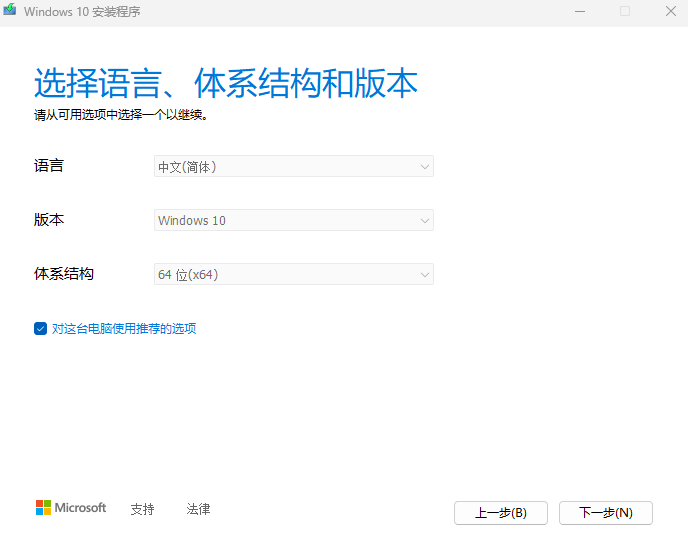 Windows 10 安装程序
选择语言、体系结构和版本
请从可用选项中选择一个以继续。
语言
中文(简体)
版本
Windows 10
体系结构
64 位(x64)
对这台电脑使用推荐的选项
Microsoft 支持 法律
上一步(B) 下一步(N)